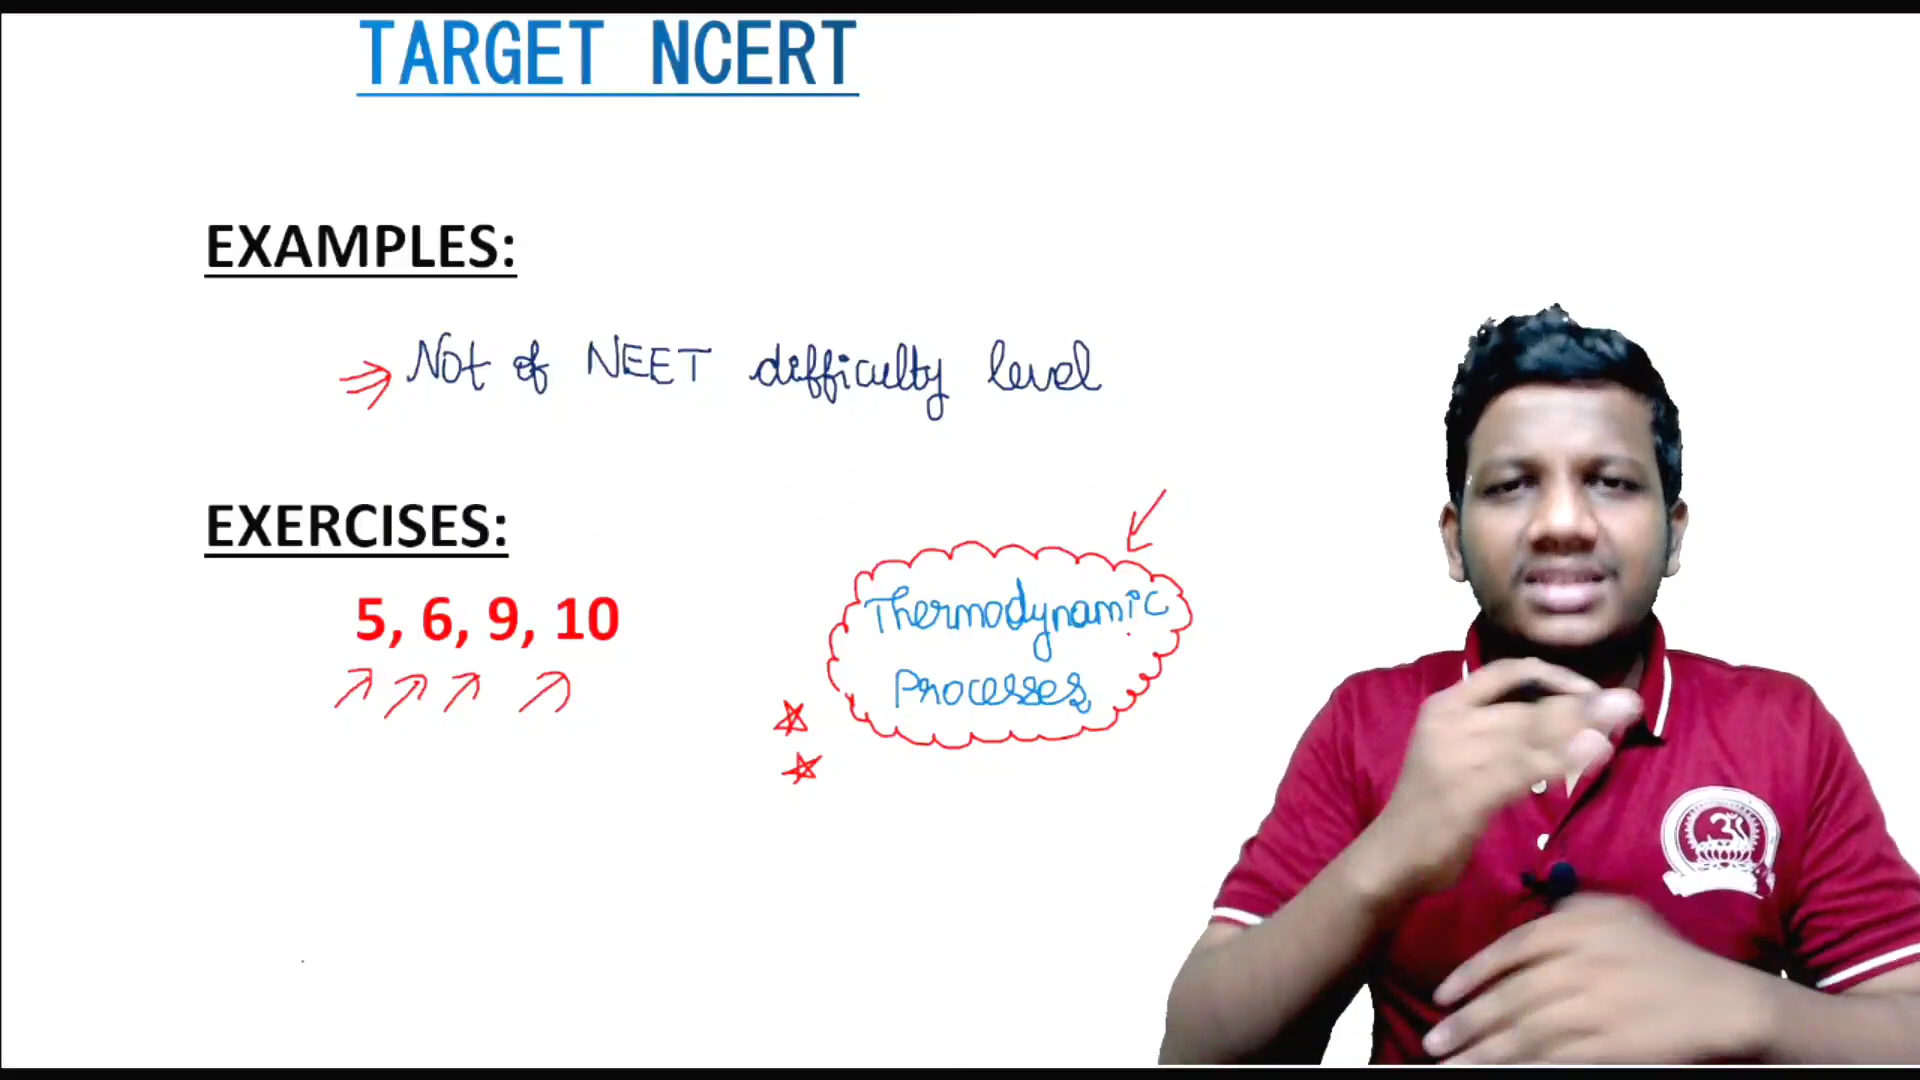 TARGET NCERT
EXAMPLES:
Not of NEET difficulty level
EXERCISES:
5, 6, 9, 10
Thermodynamic
Processes
ॐ